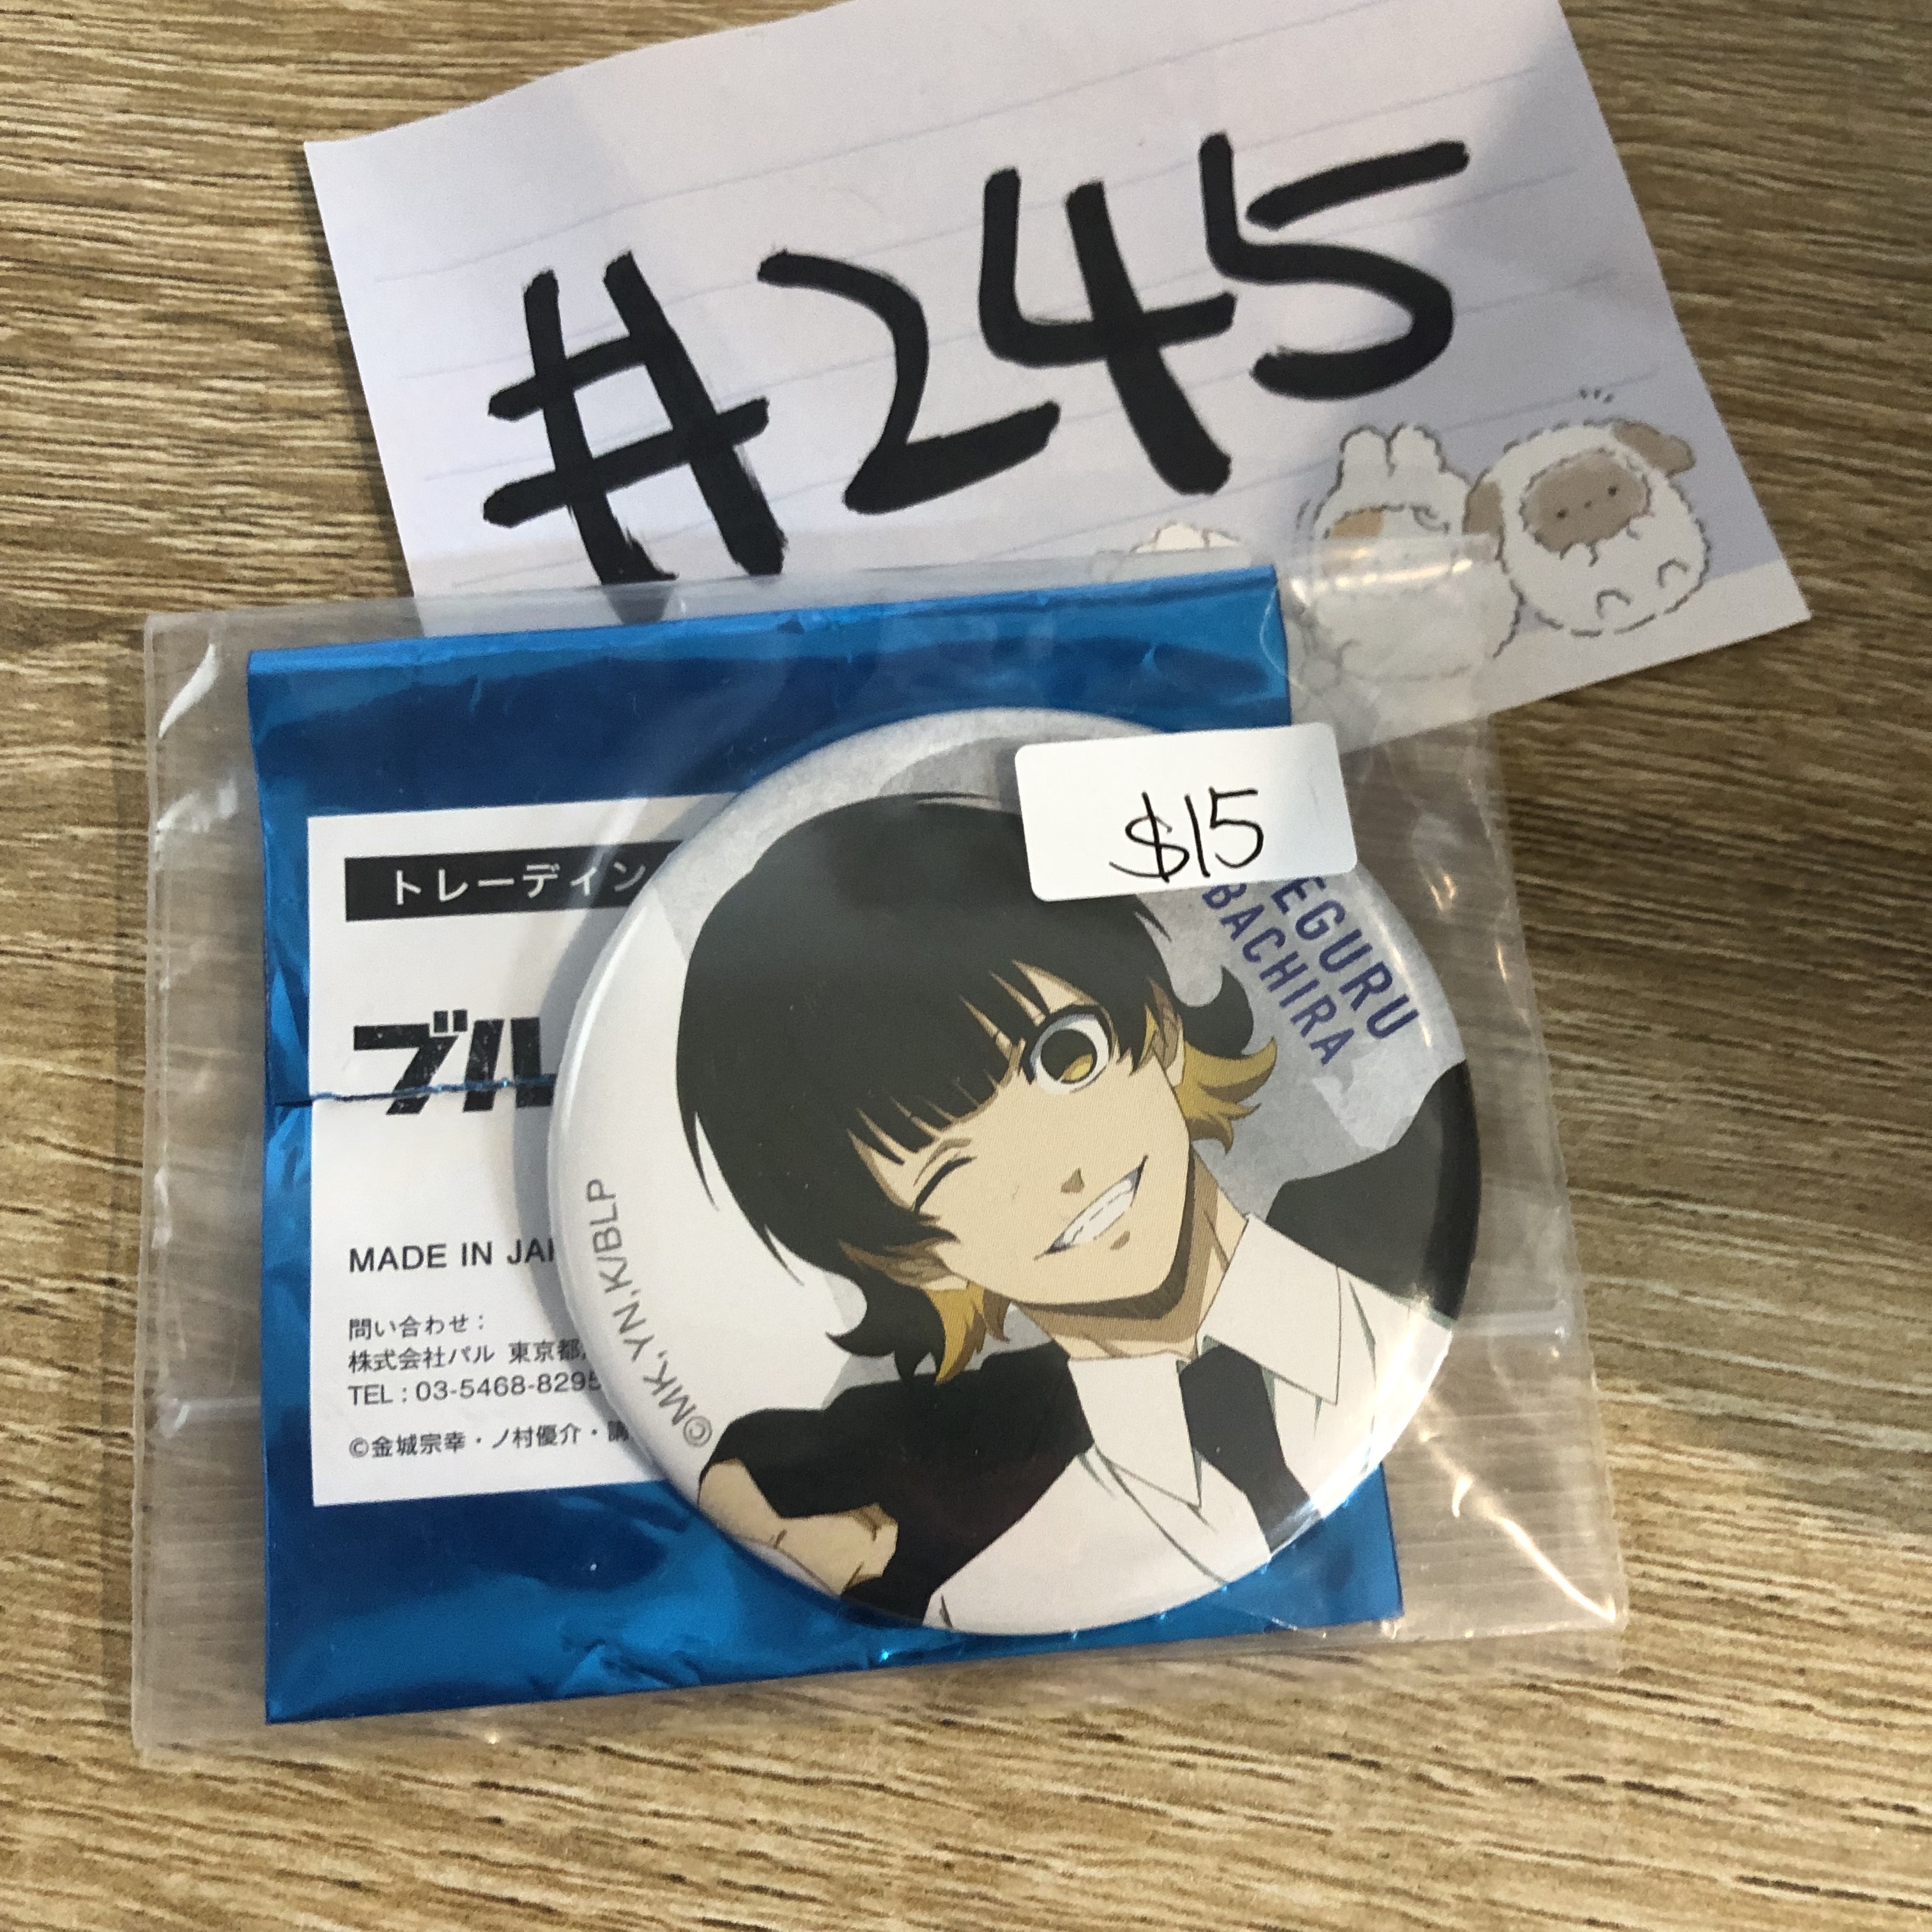 #245
$15
EGURU
BACHIRA
トレーディン
ブル
MADE IN JA
問い合わせ：
株式会社パル 東京都
TEL : 03-5468-8295
©金城宗幸・ノ村優介・講
©MK, YN, K/BLP